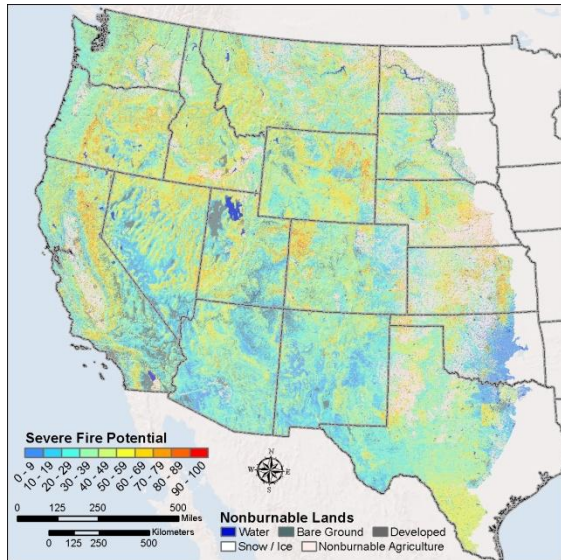 Severe Fire Potential
0 - 9
10 - 19
20 - 29
30 - 39
40 - 49
50 - 59
60 - 69
70 - 79
80 - 89
90 - 100
0 125 250 500
Miles
Kilometers
0 125 250 500
N
W E
S
Nonburnable Lands
Water Bare Ground Developed
Snow / Ice Nonburnable Agriculture